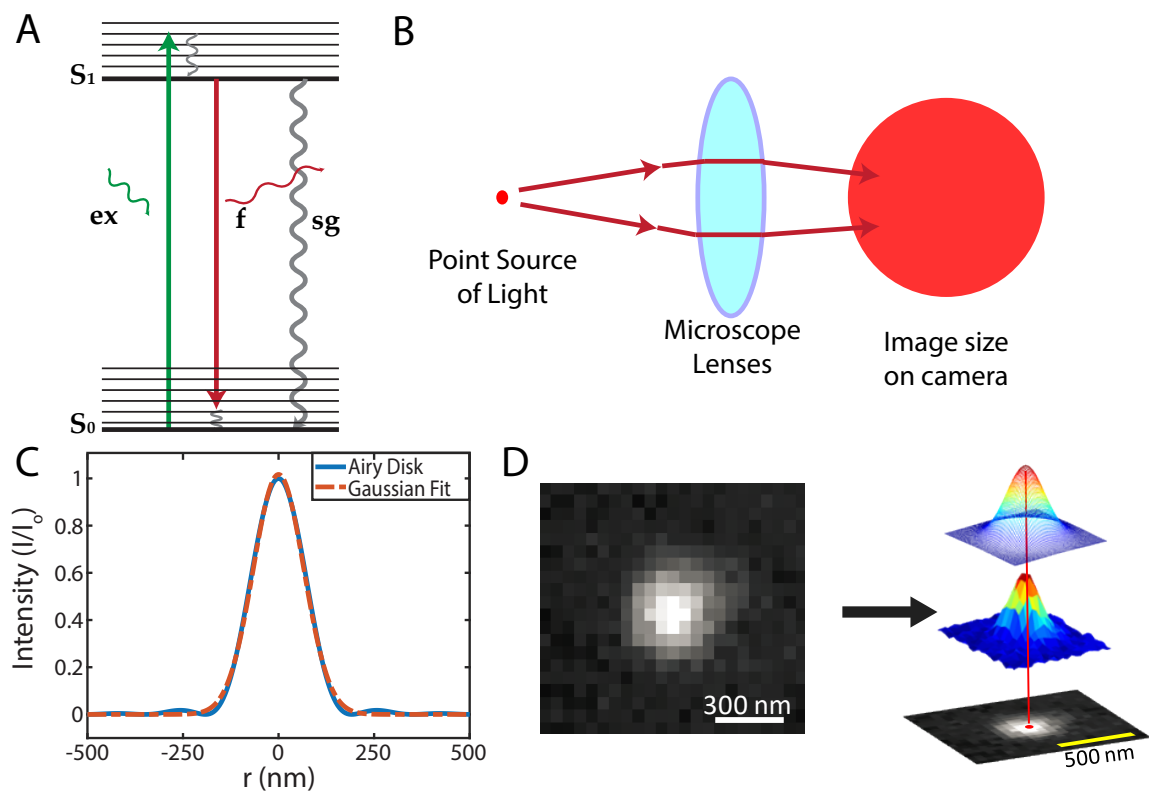 A
S1
ex
f
sg
S0
B
Point Source
of Light
Microscope
Lenses
Image size
on camera
C
Intensity (I/Io)
1
0.8
0.6
0.4
0.2
0
-500
-250
0
250
500
r (nm)
Airy Disk
Gaussian Fit
D
300 nm
500 nm